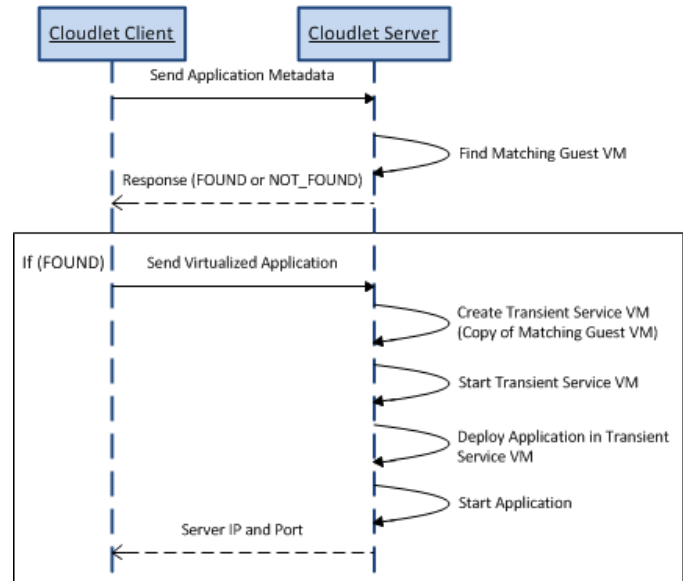 Cloudlet Client
Cloudlet Server
Send Application Metadata
Find Matching Guest VM
Response (FOUND or NOT_FOUND)
If (FOUND)
Send Virtualized Application
Create Transient Service VM
(Copy of Matching Guest VM)
Start Transient Service VM
Deploy Application in Transient
Service VM
Start Application
Server IP and Port